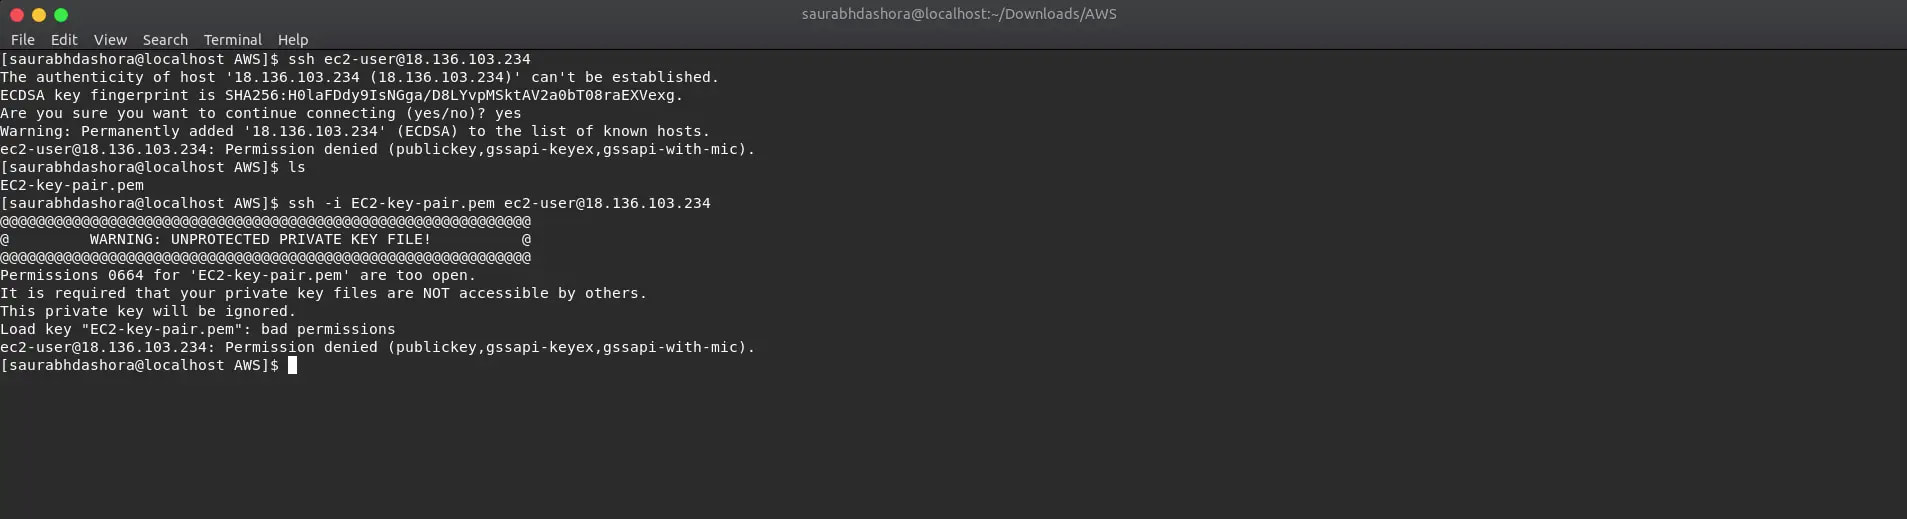 saurabhdashora@localhost:~/Downloads/AWS
File Edit View Search Terminal Help
[saurabhdashora@localhost AWS]$ ssh ec2-user@18.136.103.234
The authenticity of host '18.136.103.234 (18.136.103.234)' can't be established.
ECDSA key fingerprint is SHA256:H0laFDdy9IsNGga/D8LYvpMSktAV2a0bT08raEXVexg.
Are you sure you want to continue connecting (yes/no)? yes
Warning: Permanently added '18.136.103.234' (ECDSA) to the list of known hosts.
ec2-user@18.136.103.234: Permission denied (publickey,gssapi-keyex,gssapi-with-mic).
[saurabhdashora@localhost AWS]$ ls
EC2-key-pair.pem
[saurabhdashora@localhost AWS]$ ssh -i EC2-key-pair.pem ec2-user@18.136.103.234
@@@@@@@@@@@@@@@@@@@@@@@@@@@@@@@@@@@@@@@@@@@@@@@@@@@@@@@@@@@
@         WARNING: UNPROTECTED PRIVATE KEY FILE!          @
@@@@@@@@@@@@@@@@@@@@@@@@@@@@@@@@@@@@@@@@@@@@@@@@@@@@@@@@@@@
Permissions 0664 for 'EC2-key-pair.pem' are too open.
It is required that your private key files are NOT accessible by others.
This private key will be ignored.
Load key "EC2-key-pair.pem": bad permissions
ec2-user@18.136.103.234: Permission denied (publickey,gssapi-keyex,gssapi-with-mic).
[saurabhdashora@localhost AWS]$